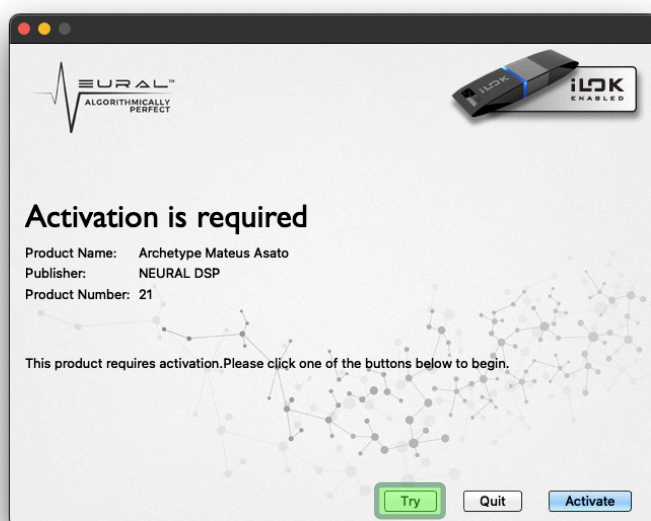 NEURAL™
ALGORITHMICALLY
PERFECT
iLOK
iLOK
ENABLED
Activation is required
Product Name: Archetype Mateus Asato
Publisher: NEURAL DSP
Product Number: 21
This product requires activation.Please click one of the buttons below to begin.
Try Quit Activate